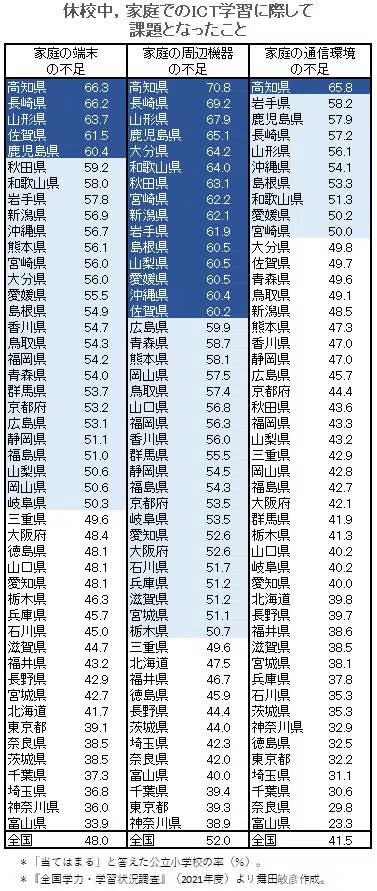 休校中，家庭でのICT学習に際して
課題となったこと
家庭の端末 家庭の周辺機器 家庭の通信環境
の不足 の不足 の不足
高知県 66.3 高知県 70.8 高知県 65.8
長崎県 66.2 長崎県 69.2 岩手県 58.2
山形県 63.7 山形県 67.9 鹿児島県 57.9
佐賀県 61.5 鹿児島県 65.1 長崎県 57.2
鹿児島県 60.4 大分県 64.2 山形県 56.1
秋田県 59.2 和歌山県 64.0 沖縄県 54.1
和歌山県 58.0 秋田県 63.1 島根県 53.3
岩手県 57.8 宮崎県 62.2 和歌山県 51.3
新潟県 56.9 新潟県 62.1 愛媛県 50.2
沖縄県 56.7 岩手県 61.9 宮崎県 50.0
熊本県 56.1 島根県 60.5 大分県 49.8
宮崎県 56.0 山梨県 60.5 佐賀県 49.7
大分県 56.0 愛媛県 60.5 青森県 49.6
愛媛県 55.5 沖縄県 60.4 鳥取県 49.1
島根県 54.9 佐賀県 60.2 新潟県 48.5
香川県 54.7 広島県 59.9 熊本県 47.3
鳥取県 54.3 青森県 58.7 香川県 47.0
福岡県 54.2 熊本県 58.1 静岡県 47.0
青森県 54.0 岡山県 57.5 広島県 45.7
群馬県 53.7 鳥取県 57.4 京都府 44.4
京都府 53.2 山口県 56.8 秋田県 43.6
広島県 53.1 福岡県 56.3 福岡県 43.3
静岡県 51.1 香川県 56.0 山形県 43.2
福島県 51.0 群馬県 55.5 三重県 42.9
山梨県 50.6 静岡県 54.5 岡山県 42.8
岡山県 50.6 福島県 54.3 福島県 42.7
岐阜県 50.3 京都府 53.5 大阪府 42.1
三重県 49.6 岐阜県 53.5 群馬県 41.9
大阪府 48.4 愛知県 52.6 栃木県 41.3
徳島県 48.1 大阪府 52.6 山口県 40.2
山口県 48.1 石川県 51.7 岐阜県 40.2
愛知県 48.1 兵庫県 51.2 愛知県 40.0
栃木県 46.3 滋賀県 51.2 北海道 39.8
兵庫県 45.7 宮城県 51.1 長野県 39.7
石川県 45.0 栃木県 50.7 福井県 38.6
滋賀県 44.7 三重県 49.6 滋賀県 38.5
福井県 43.2 北海道 47.5 宮城県 38.1
長野県 42.9 福井県 46.7 兵庫県 37.8
宮城県 42.7 徳島県 45.9 石川県 35.3
北海道 41.7 長野県 44.4 茨城県 35.3
東京都 39.1 茨城県 44.0 神奈川県 32.9
奈良県 38.5 埼玉県 42.3 徳島県 32.5
茨城県 38.5 奈良県 42.0 東京都 32.2
千葉県 37.3 富山県 40.0 埼玉県 31.1
埼玉県 36.8 千葉県 39.4 千葉県 30.6
神奈川県 36.0 東京都 39.3 奈良県 29.8
富山県 33.9 神奈川県 38.9 富山県 23.3
全国 48.0 全国 52.0 全国 41.5
＊「当てはまる」と答えた公立小学校の率（％）。
＊『全国学力・学習状況調査』（2021年度）より舞田敏彦作成。